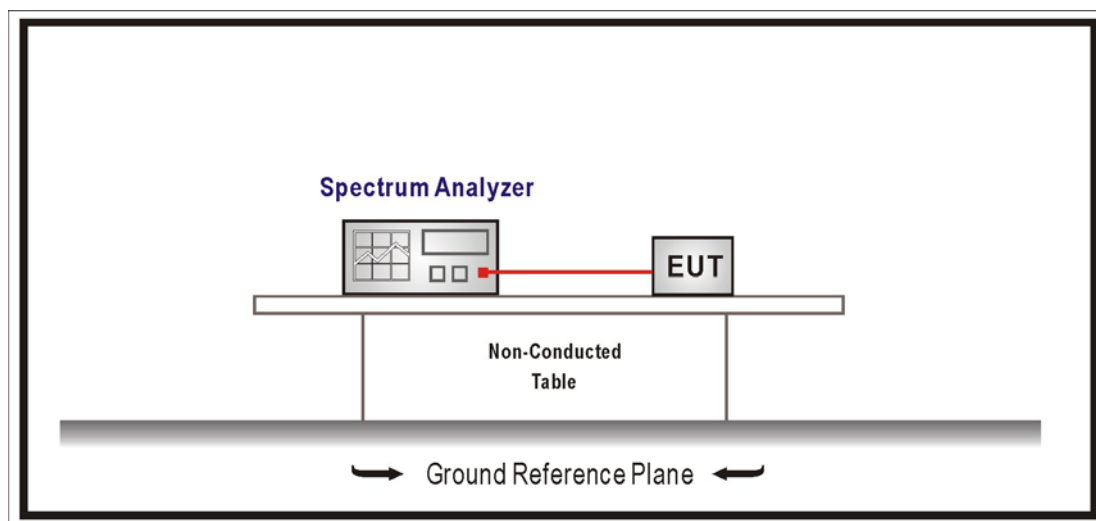 Spectrum Analyzer
EUT
Non-Conducted
Table
Ground Reference Plane